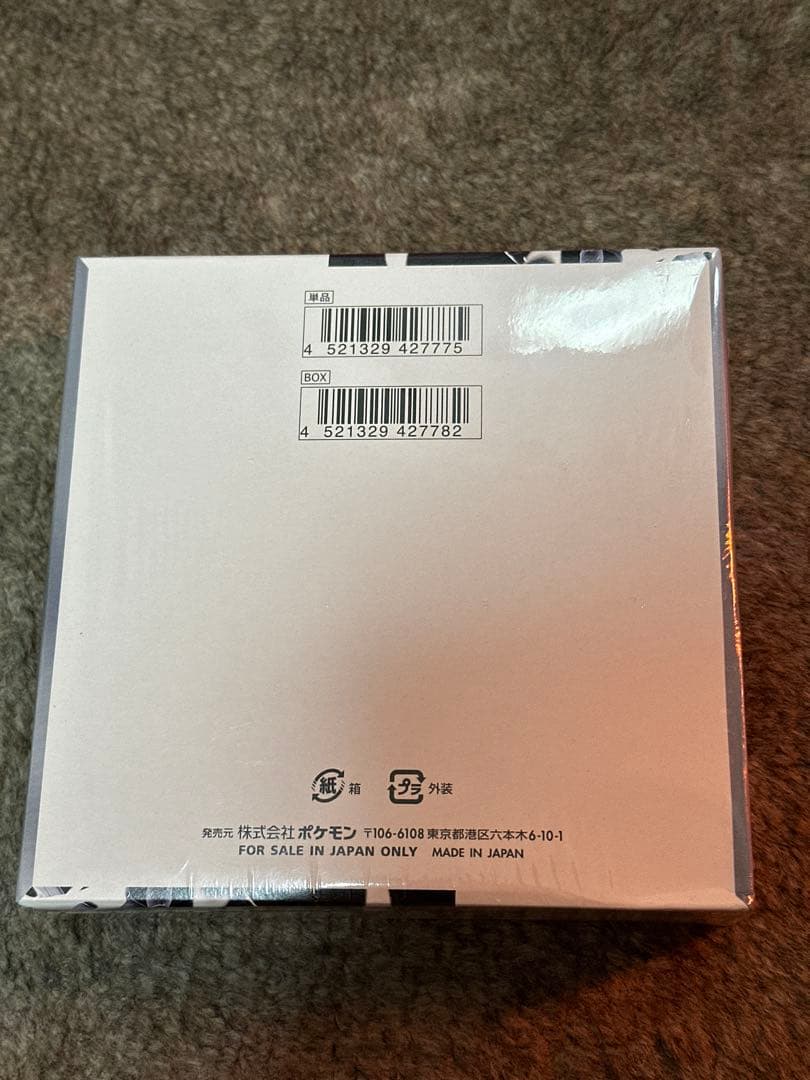 単品
4 521329 427775
BOX
4 521329 427782
紙 箱 プラ 外装
発売元 株式会社 ポケモン 〒106-6108 東京都港区六本木6-10-1
FOR SALE IN JAPAN ONLY MADE IN JAPAN